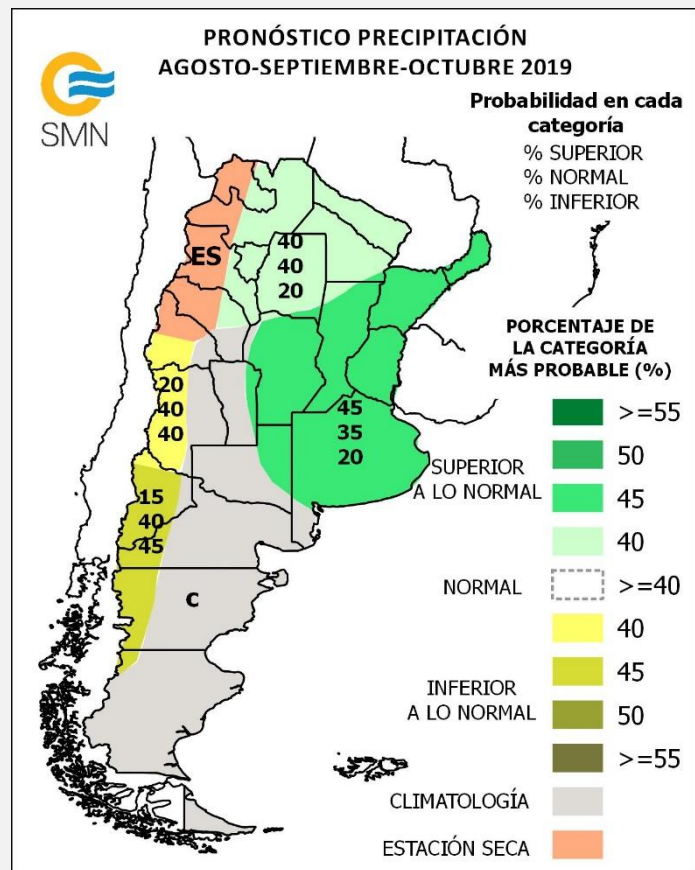 PRONÓSTICO PRECIPITACIÓN
AGOSTO-SEPTIEMBRE-OCTUBRE 2019
SMN
Probabilidad en cada
categoría
% SUPERIOR
% NORMAL
% INFERIOR
ES
40
40
20
20
40
40
45
35
20
15
40
45
C
PORCENTAJE DE
LA CATEGORÍA
MÁS PROBABLE (%)
>=55
50
SUPERIOR
A LO NORMAL
45
40
NORMAL
>=40
40
45
INFERIOR
A LO NORMAL
50
>=55
CLIMATOLOGÍA
ESTACIÓN SECA